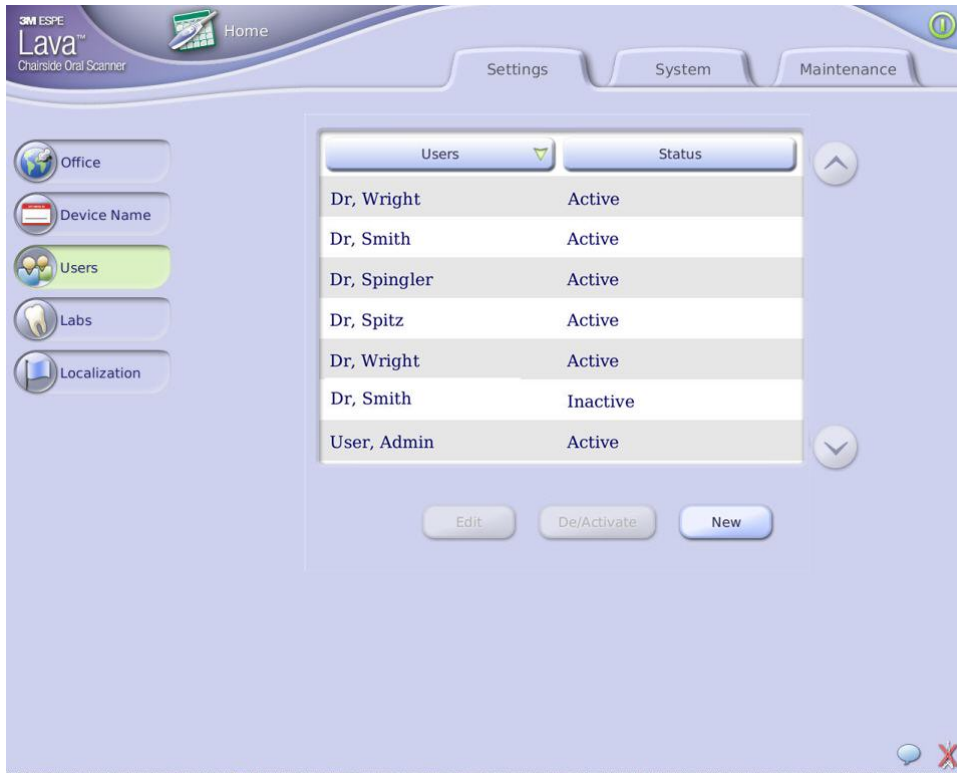 3M ESPE
Lava™
Chairside Oral Scanner
Home
Settings System Maintenance
Office
Device Name
Users
Labs
Localization
Users Status
Dr, Wright Active
Dr, Smith Active
Dr, Spingler Active
Dr, Spitz Active
Dr, Wright Active
Dr, Smith Inactive
User, Admin Active
Edit De/Activate New